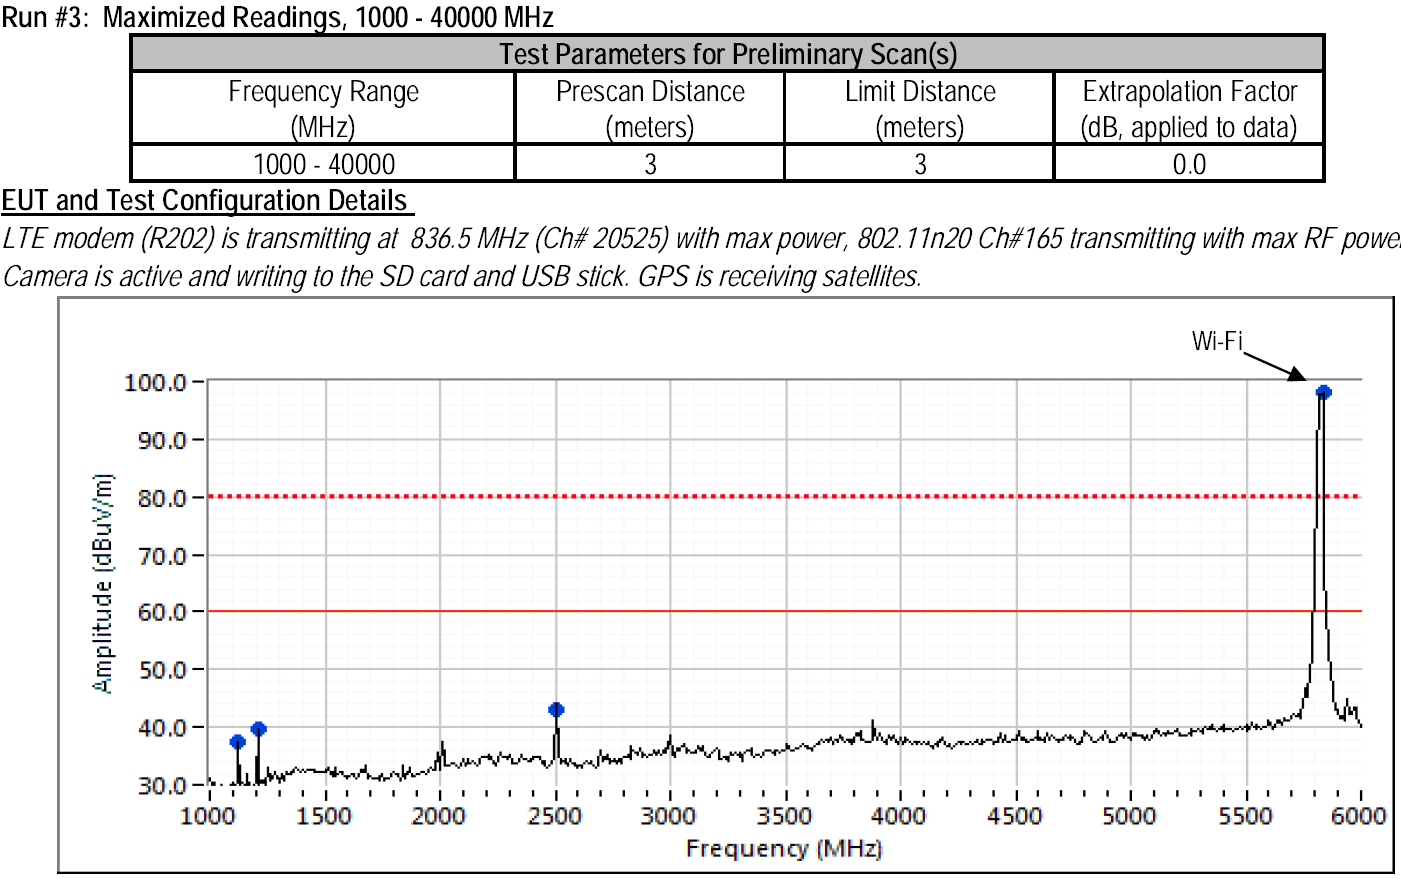 Run #3: Maximized Readings, 1000 - 40000 MHz
Test Parameters for Preliminary Scan(s)
Frequency Range
(MHz)
Prescan Distance
(meters)
Limit Distance
(meters)
Extrapolation Factor
(dB, applied to data)
1000 - 40000
3
3
0.0
EUT and Test Configuration Details
LTE modem (R202) is transmitting at 836.5 MHz (Ch# 20525) with max power, 802.11n20 Ch#165 transmitting with max RF power
Camera is active and writing to the SD card and USB stick. GPS is receiving satellites.
Wi-Fi
100.0
90.0
80.0
70.0
60.0
50.0
40.0
30.0
Amplitude (dBuV/m)
1000
1500
2000
2500
3000
3500
4000
4500
5000
5500
6000
Frequency (MHz)